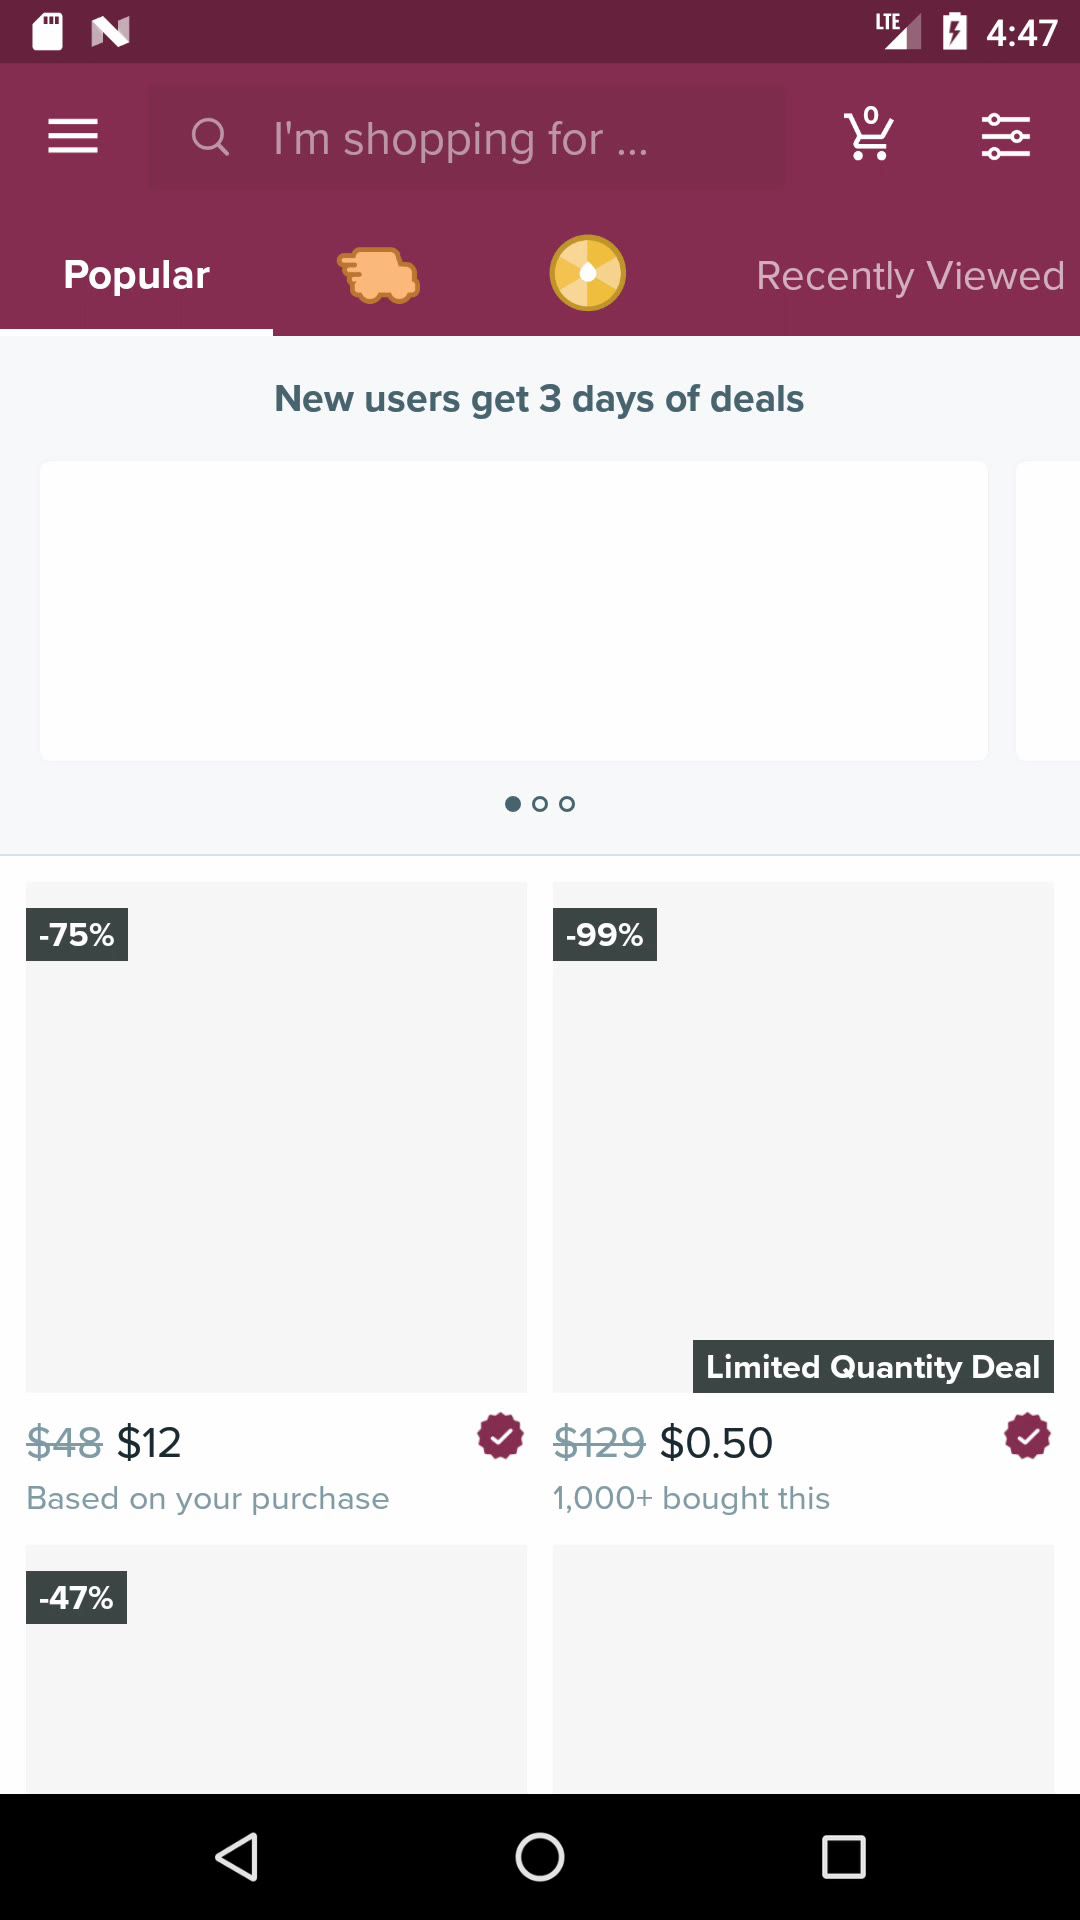 LTE 4:47
I'm shopping for ...
0
Popular
Recently Viewed
New users get 3 days of deals
-75%
-99%
Limited Quantity Deal
$48 $12
$129 $0.50
Based on your purchase
1,000+ bought this
-47%